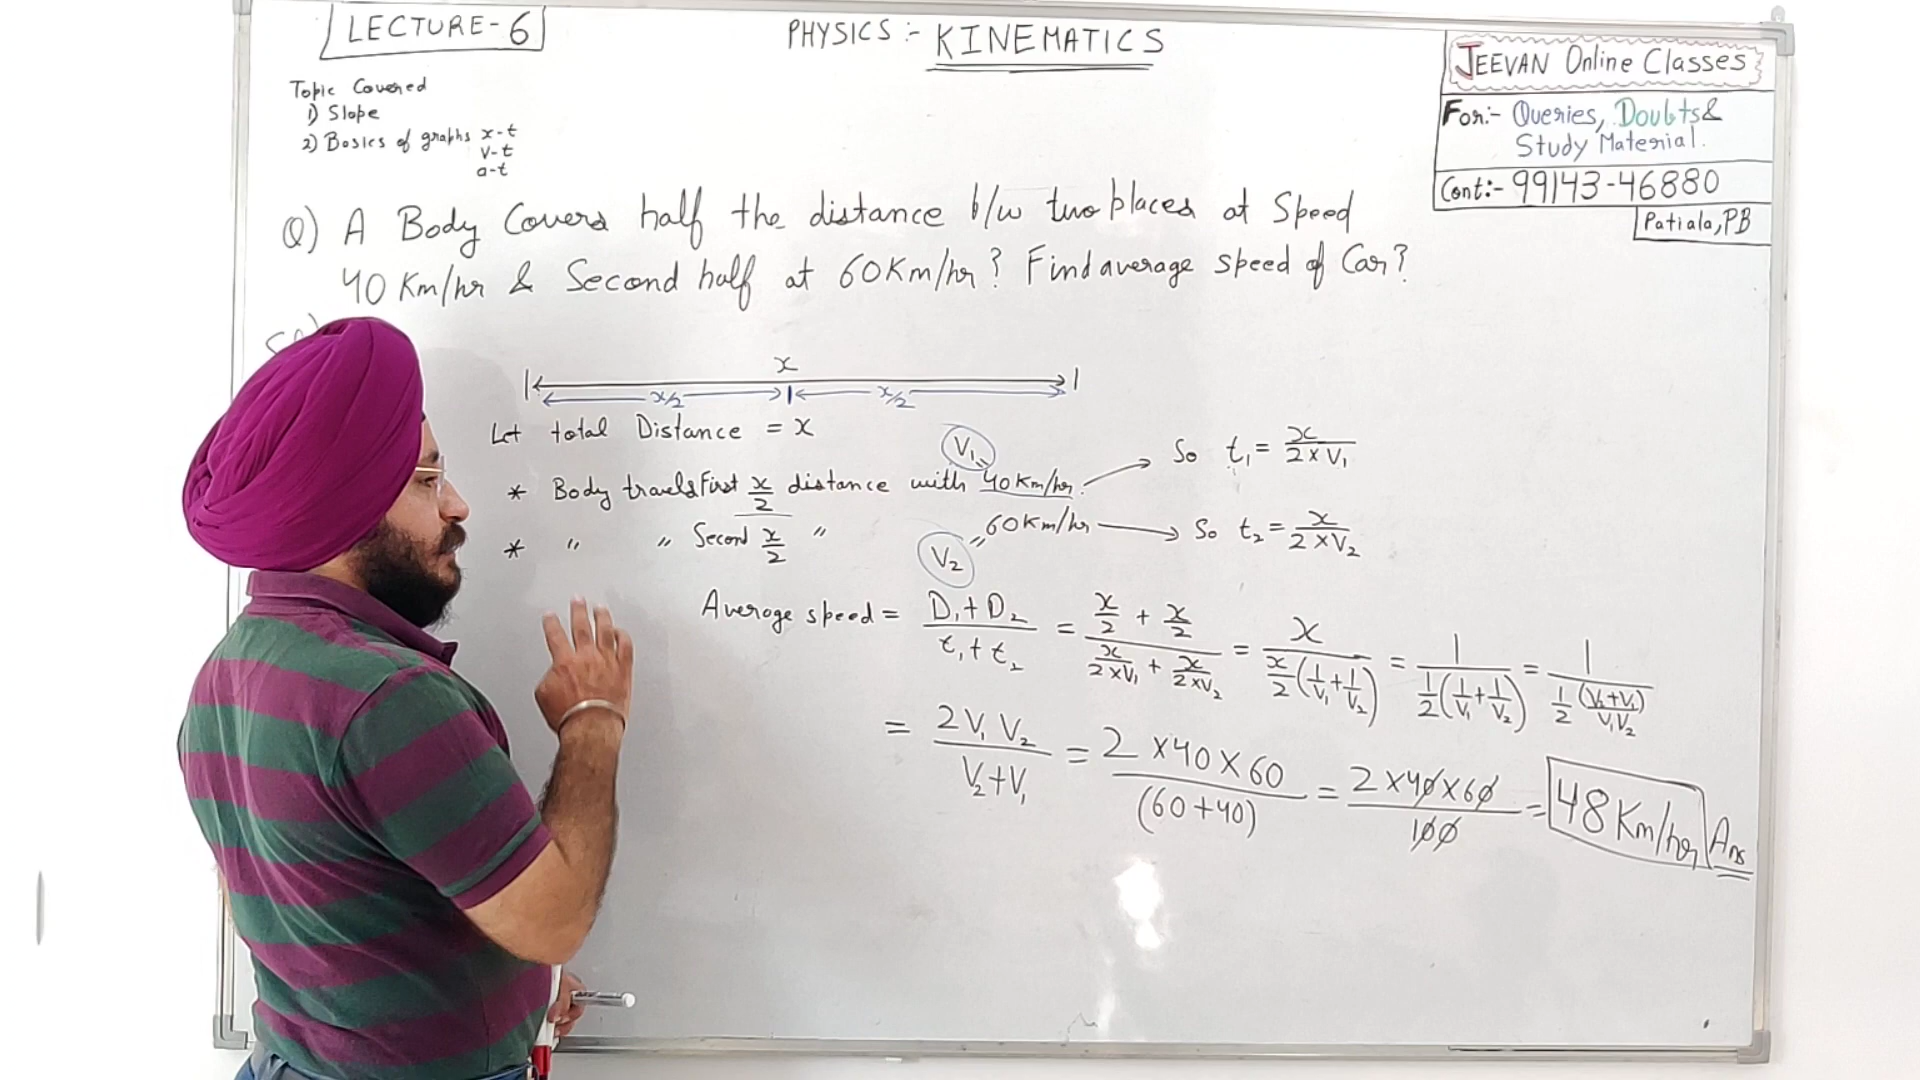 LECTURE-6
PHYSICS :- KINEMATICS
JEEVAN Online Classes
For:- Queries, Doubts &
Study Material.
Cont:- 99143-46880
Patiala, PB
Topic Covered
1) Slope
2) Basics of graphs x-t
v-t
a-t
Q) A Body Covers half the distance b/w two places at Speed
40 Km/hr & Second half at 60 Km/hr? Find average speed of Car?
x
x/2 x/2
Let total Distance = x
V₁
* Body travels First x/2 distance with 40 Km/hr. → So t₁ = x/(2×V₁)
* " " Second x/2 " " 60 Km/hr → So t₂ = x/(2×V₂)
V₂
Average speed = (D₁+D₂)/(t₁+t₂) = (x/2 + x/2)/(x/(2×V₁) + x/(2×V₂)) = x/(x/2(1/V₁+1/V₂)) = 1/(1/2(1/V₁+1/V₂)) = 1/(1/2 (V₂+V₁)/(V₁V₂))
= 2V₁V₂/(V₂+V₁) = 2×40×60/(60+40) = 2×40×60/100 = 48 Km/hr Ans